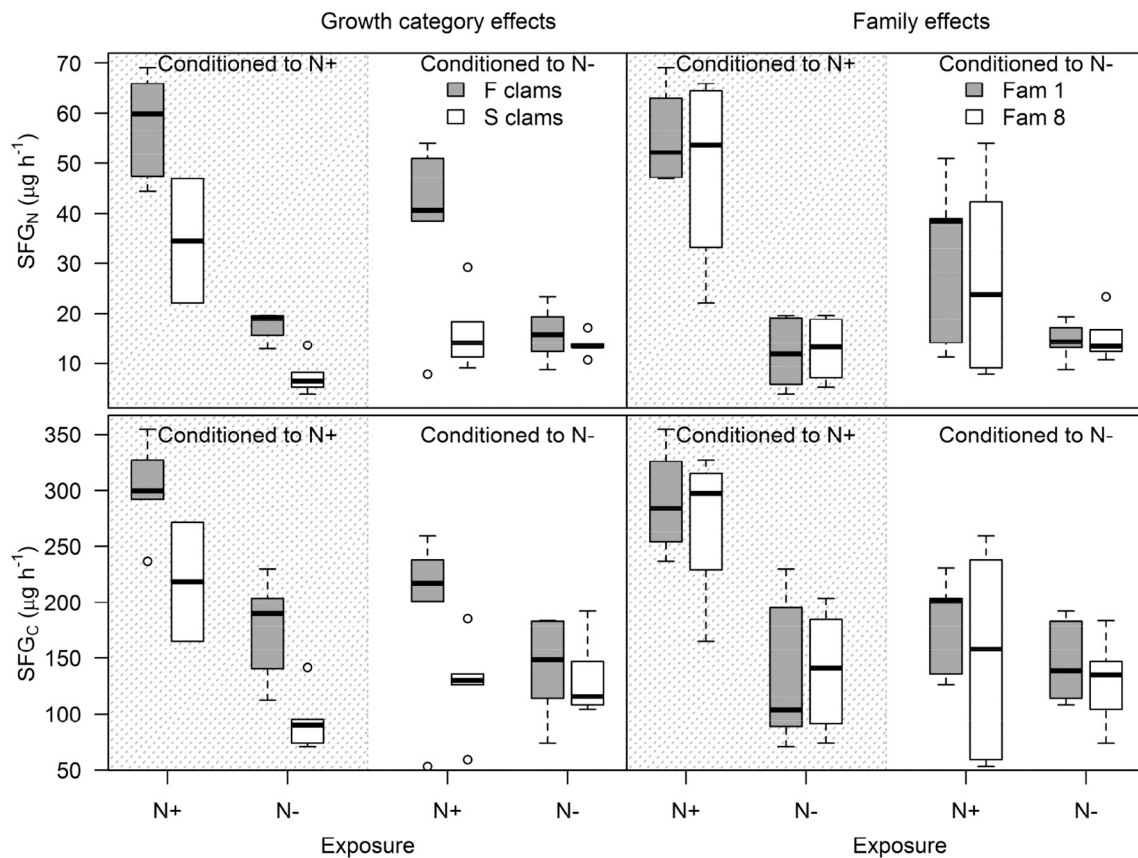 Growth category effects Family effects
Conditioned to N+ Conditioned to N- Conditioned to N+ Conditioned to N-
F clams
S clams
Fam 1
Fam 8
SFG_N (μg h⁻¹)
70
60
50
40
30
20
10
Conditioned to N+ Conditioned to N- Conditioned to N+ Conditioned to N-
SFG_C (μg h⁻¹)
350
300
250
200
150
100
50
N+ N- N+ N- N+ N- N+ N-
Exposure Exposure